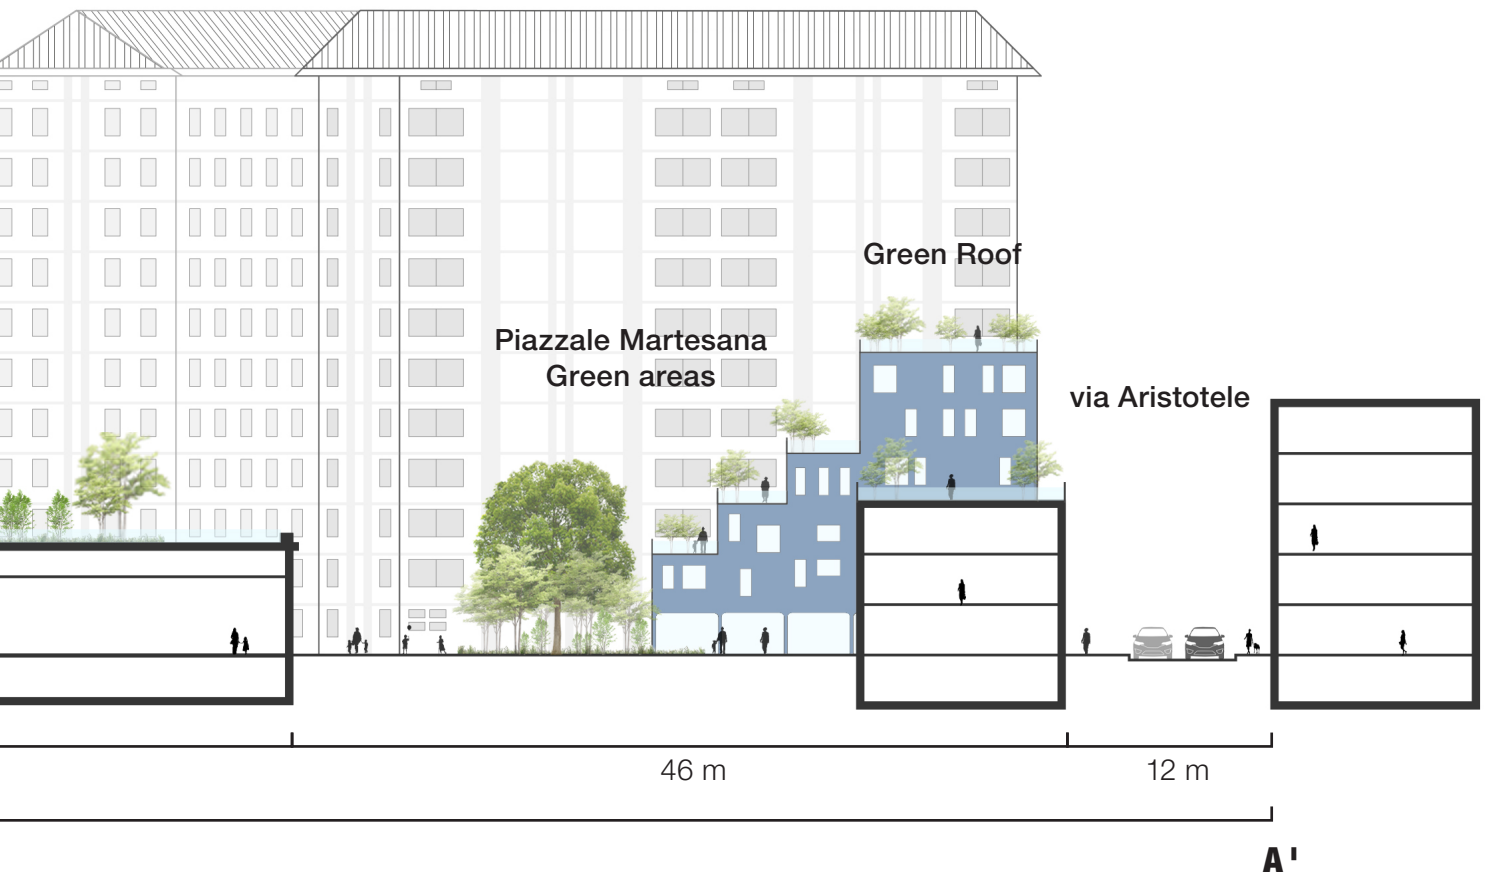 Green Roof
Piazzale Martesana
Green areas
via Aristotele
46 m
12 m
A'